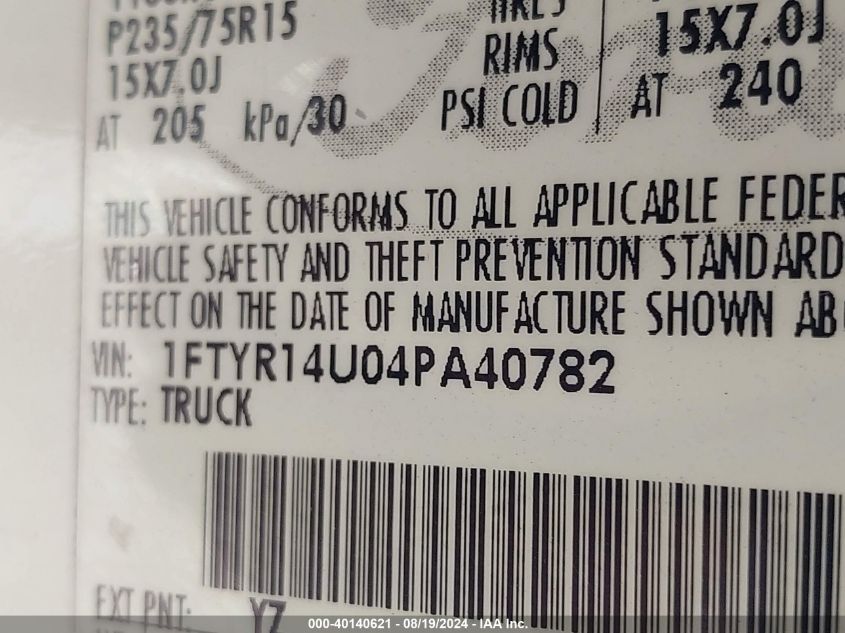 P235/75R15
15X7.0J
AT 205 kPa/30
RIMS 15X7.0J
PSI COLD AT 240
THIS VEHICLE CONFORMS TO ALL APPLICABLE FEDER
VEHICLE SAFETY AND THEFT PREVENTION STANDARD
EFFECT ON THE DATE OF MANUFACTURE SHOWN AB
VIN: 1FTYR14U04PA40782
TYPE: TRUCK
EXT PNT: YZ
000-40140621 - 08/19/2024 - IAA Inc.